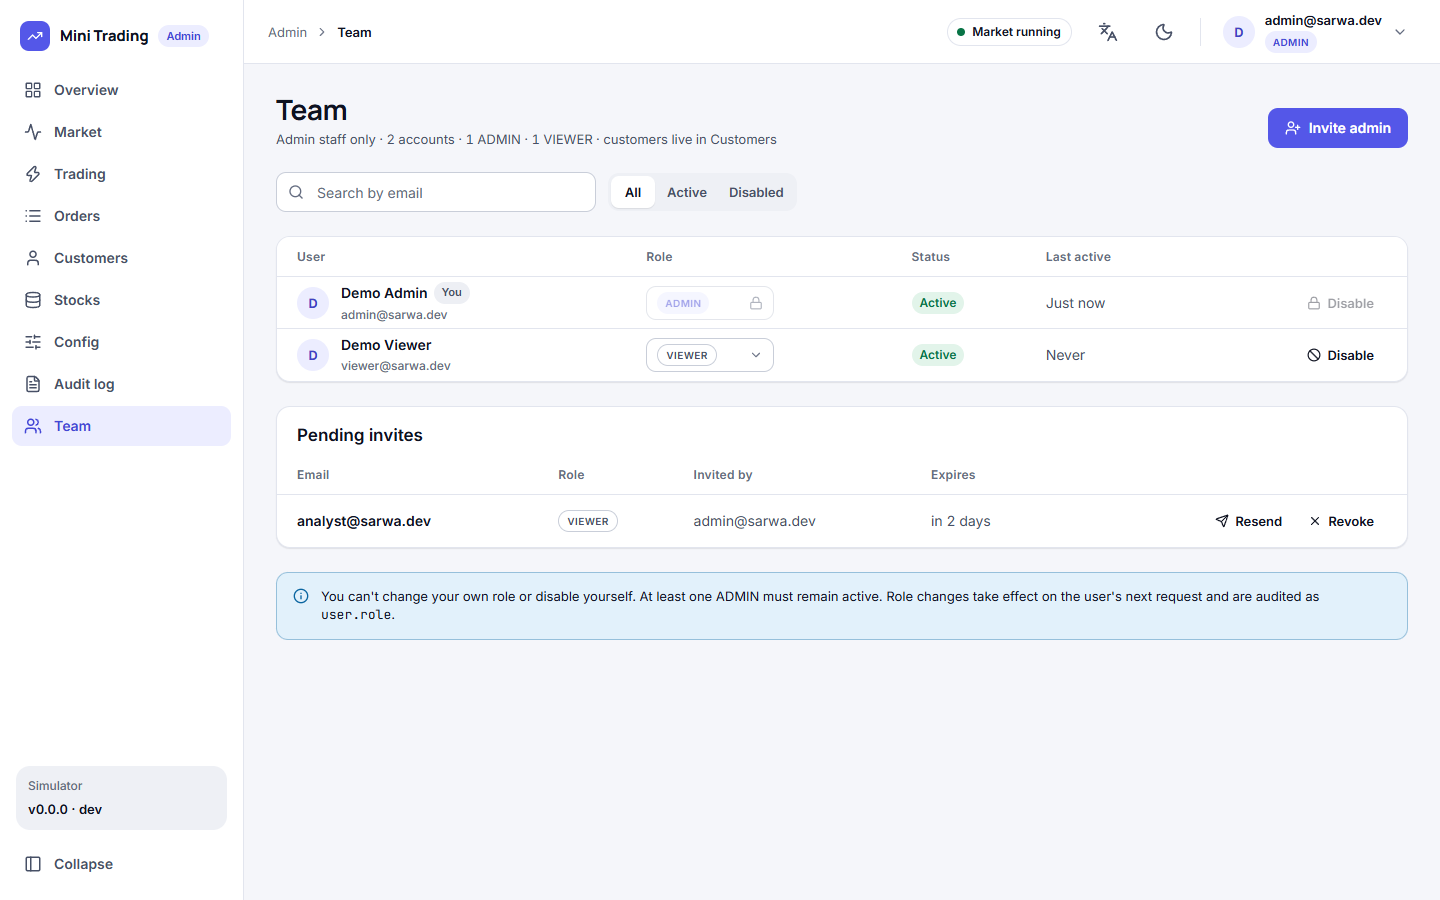 Mini Trading Admin
Overview
Market
Trading
Orders
Customers
Stocks
Config
Audit log
Team
Simulator
v0.0.0 · dev
Collapse
Admin > Team
Market running
D
admin@sarwa.dev
ADMIN
Team
Admin staff only · 2 accounts · 1 ADMIN · 1 VIEWER · customers live in Customers
Invite admin
Search by email
All Active Disabled
User Role Status Last active
D Demo Admin You ADMIN Active Just now Disable
admin@sarwa.dev
D Demo Viewer VIEWER Active Never Disable
viewer@sarwa.dev
Pending invites
Email Role Invited by Expires
analyst@sarwa.dev VIEWER admin@sarwa.dev in 2 days Resend Revoke
You can't change your own role or disable yourself. At least one ADMIN must remain active. Role changes take effect on the user's next request and are audited as
user.role.